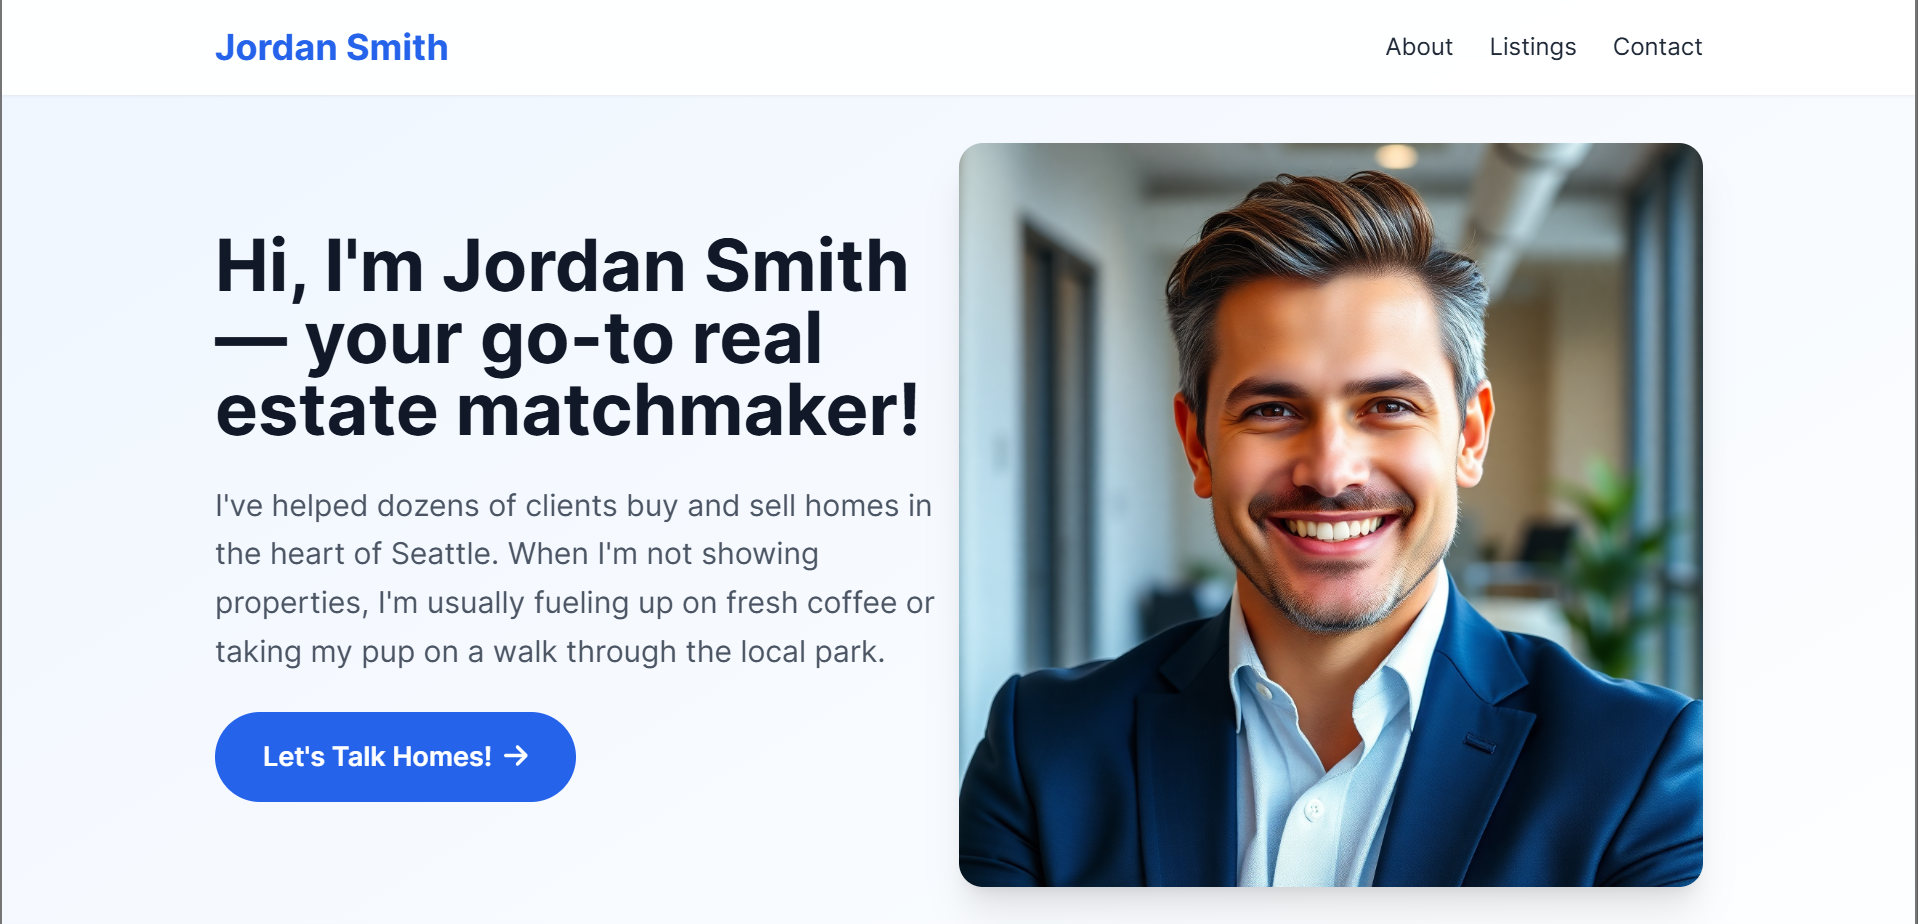 Jordan Smith
About
Listings
Contact
Hi, I'm Jordan Smith
— your go-to real
estate matchmaker!
I've helped dozens of clients buy and sell homes in
the heart of Seattle. When I'm not showing
properties, I'm usually fueling up on fresh coffee or
taking my pup on a walk through the local park.
Let's Talk Homes! →